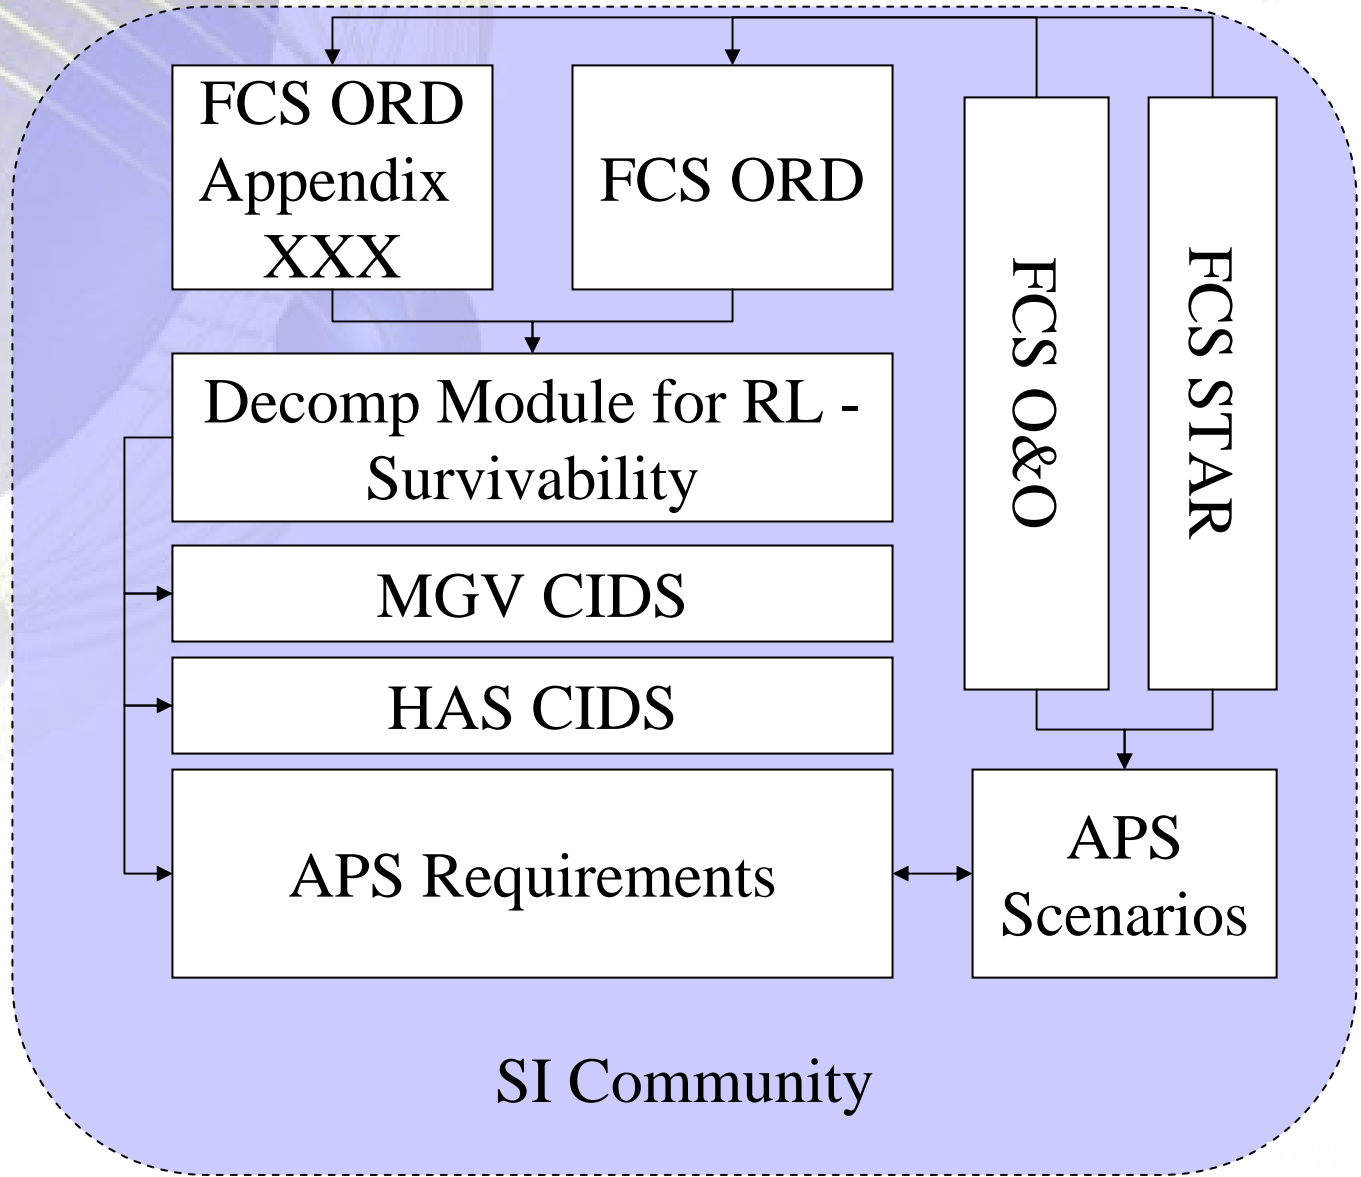 FCS ORD
Appendix
XXX
FCS ORD
FCS O&O
FCS STAR
Decomp Module for RL -
Survivability
MGV CIDS
HAS CIDS
APS Requirements
APS
Scenarios
SI Community